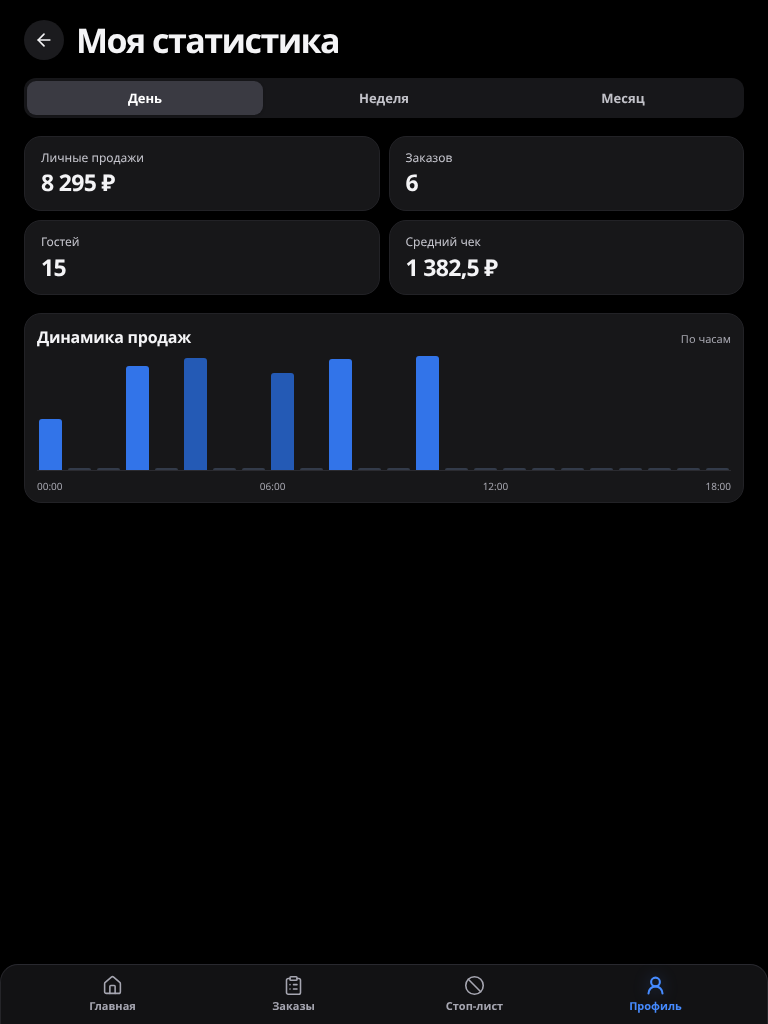 Моя статистика
День
Неделя
Месяц
Личные продажи
8 295 ₽
Заказов
6
Гостей
15
Средний чек
1 382,5 ₽
Динамика продаж
По часам
00:00
06:00
12:00
18:00
Главная
Заказы
Стоп-лист
Профиль